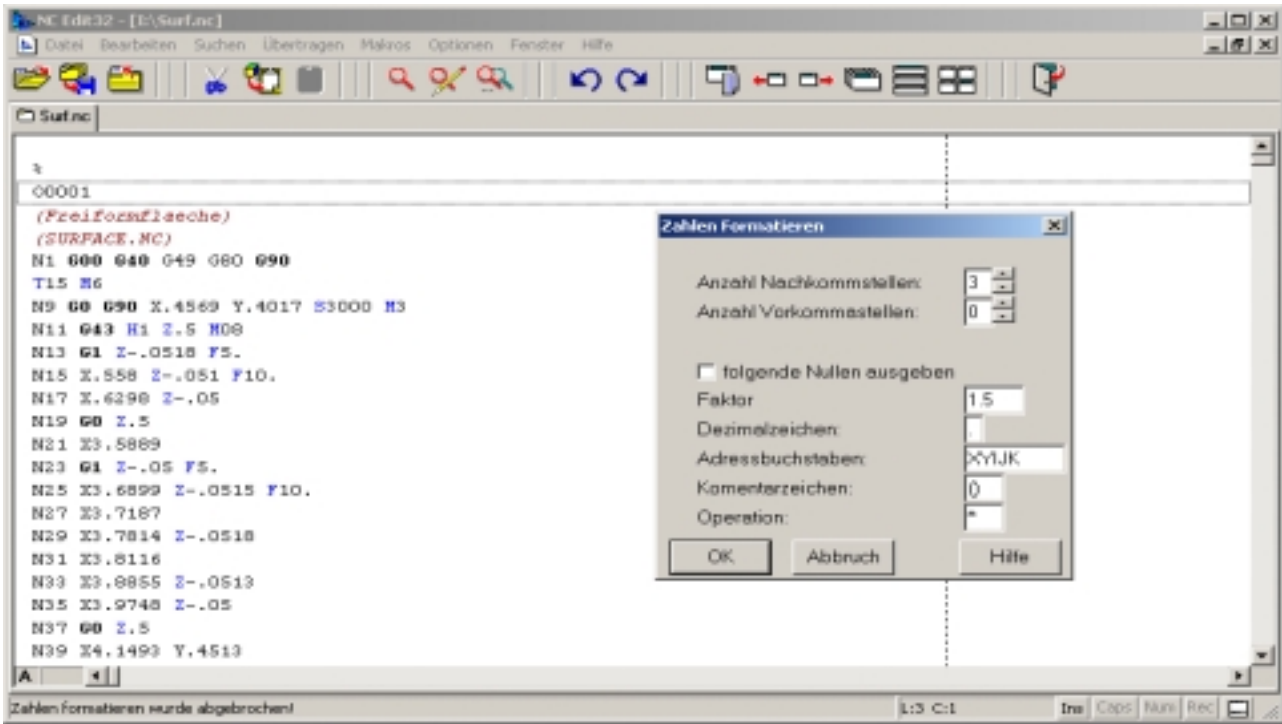 NC Edit32 - [E:\Surf.nc]
Datei Bearbeiten Suchen Übertragen Makros Optionen Fenster Hilfe
Surf.nc
%
O0001
(Freiformflaeche)
(SURFACE.NC)
N1 G00 G40 G49 G80 G90
T15 M6
N9 G0 G90 X.4569 Y.4017 S3000 M3
N11 G43 H1 Z.5 M08
N13 G1 Z-.0518 F5.
N15 X.558 Z-.051 F10.
N17 X.6298 Z-.05
N19 G0 Z.5
N21 X3.5889
N23 G1 Z-.05 F5.
N25 X3.6899 Z-.0515 F10.
N27 X3.7187
N29 X3.7814 Z-.0518
N31 X3.8116
N33 X3.8855 Z-.0513
N35 X3.9748 Z-.05
N37 G0 Z.5
N39 X4.1493 Y.4513
Zahlen Formatieren
Anzahl Nachkommstellen: 3
Anzahl Vorkommastellen: 0
folgende Nullen ausgeben
Faktor 1.5
Dezimalzeichen: .
Adressbuchstaben: XYIJK
Komentarzeichen: ()
Operation: *
OK Abbruch Hilfe
A
Zahlen formatieren wurde abgebrochen! L:3 C:1 Ins Caps Num Rec